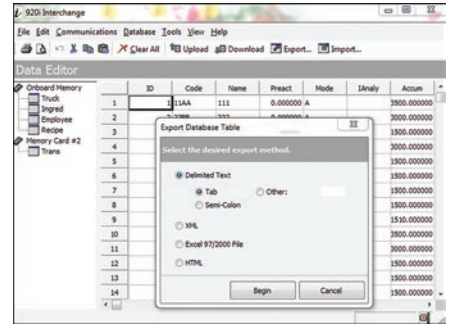 920i Interchange
File Edit Communications Database Tools View Help
Clear All Upload Download Export... Import...
Data Editor
Onboard Memory
Truck
Ingred
Employee
Recipe
Memory Card #2
Trans
ID Code Name Preact Mode IAnaly Accum
1 1 11AA 111 0.000000 A 3500.000000
2 3000.000000
3 1500.000000
4 3000.000000
5 1500.000000
6 1500.000000
7 1500.000000
8 1500.000000
9 1510.000000
10 3500.000000
11 3000.000000
12 1500.000000
13 1500.000000
14 1500.000000
Export Database Table
Select the desired export method.
Delimited Text
Tab Other:
Semi-Colon
XML
Excel 97/2000 File
HTML
Begin Cancel